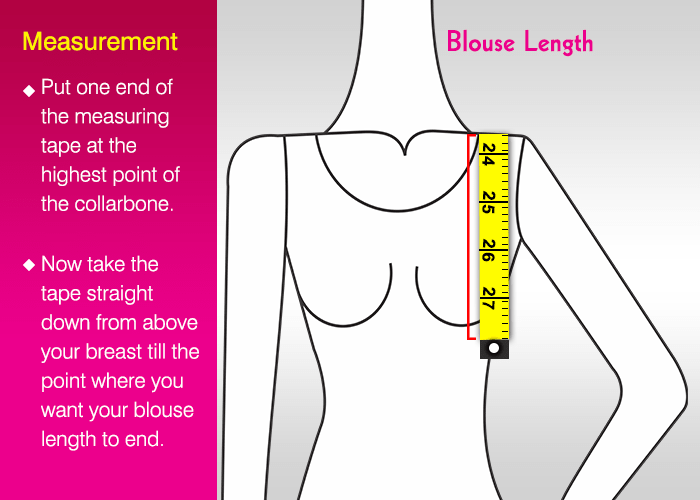 Measurement
Put one end of
the measuring
tape at the
highest point of
the collarbone.
Now take the
tape straight
down from above
your breast till the
point where you
want your blouse
length to end.
Blouse Length
24
25
26
27